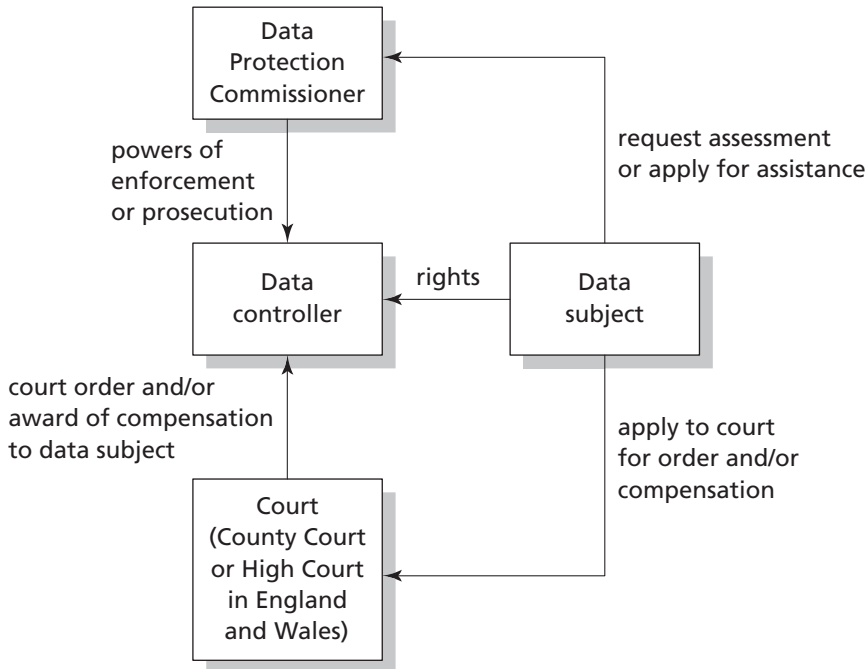 Data
Protection
Commissioner
request assessment
or apply for assistance
powers of
enforcement
or prosecution
Data
controller
rights
Data
subject
court order and/or
award of compensation
to data subject
apply to court
for order and/or
compensation
Court
(County Court
or High Court
in England
and Wales)